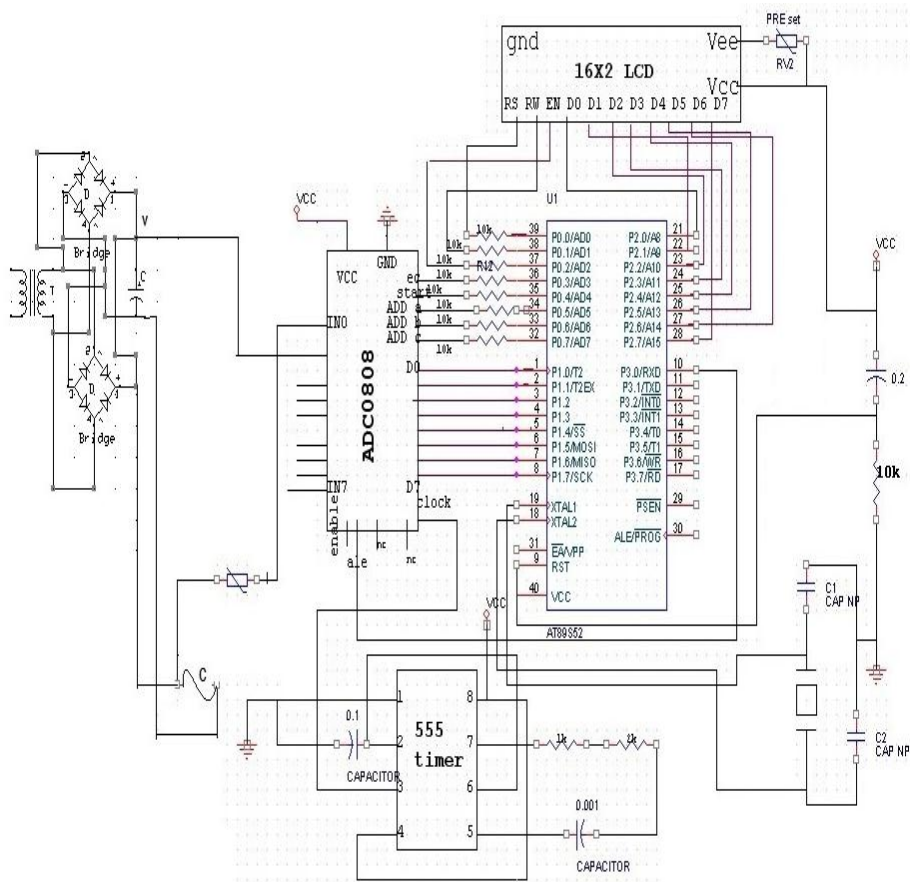 PRE set
gnd
Vee
RV2
16X2 LCD
Vcc
RS RW EN D0 D1 D2 D3 D4 D5 D6 D7
U1
VCC
GND
VCC
ADC0808
ec
start
ADD a
ADD b
ADD c
IN0
D0
IN7
D7
clock
enable
ale
nc
nc
10k
10k
10k
10k
10k
10k
10k
10k
39 P0.0/AD0 P2.0/A8 21
38 P0.1/AD1 P2.1/A9 22
37 P0.2/AD2 P2.2/A10 23
36 P0.3/AD3 P2.3/A11 24
35 P0.4/AD4 P2.4/A12 25
34 P0.5/AD5 P2.5/A13 26
33 P0.6/AD6 P2.6/A14 27
32 P0.7/AD7 P2.7/A15 28
1 P1.0/T2 P3.0/RXD 10
2 P1.1/T2EX P3.1/TXD 11
3 P1.2 P3.2/INT0 12
4 P1.3 P3.3/INT1 13
5 P1.4/SS P3.4/T0 14
6 P1.5/MOSI P3.5/T1 15
7 P1.6/MISO P3.6/WR 16
8 P1.7/SCK P3.7/RD 17
19 XTAL1 PSEN 29
18 XTAL2
ALE/PROG 30
31 EA/VPP
9 RST
40 VCC
AT89S52
VCC
0.2
10k
C1
CAP NP
C2
CAP NP
V
Bridge
C
Bridge
C
VCC
555
timer
1 8
2 7
3 6
4 5
0.1
CAPACITOR
1k
2k
0.001
CAPACITOR